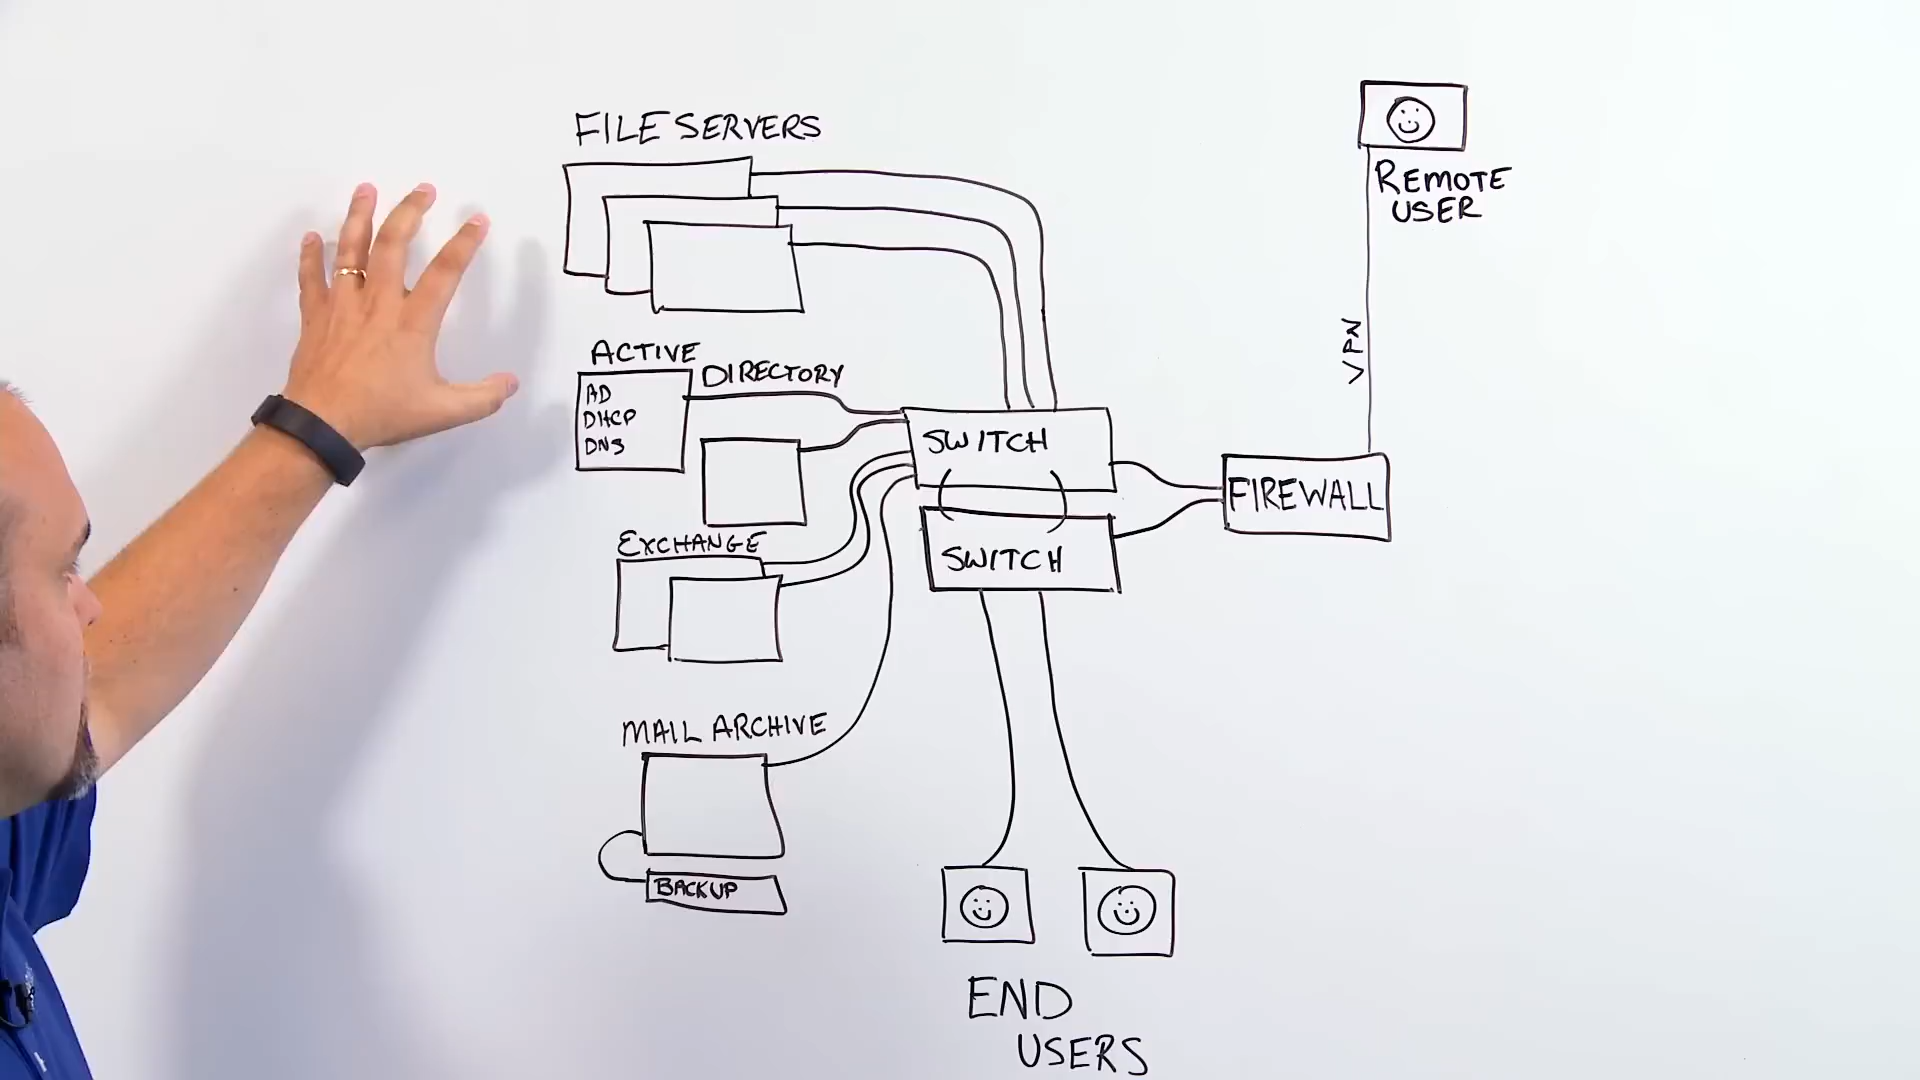 FILE SERVERS
REMOTE
USER
VPN
ACTIVE
DIRECTORY
AD
DHCP
DNS
SWITCH
FIREWALL
EXCHANGE
SWITCH
MAIL ARCHIVE
BACKUP
END
USERS